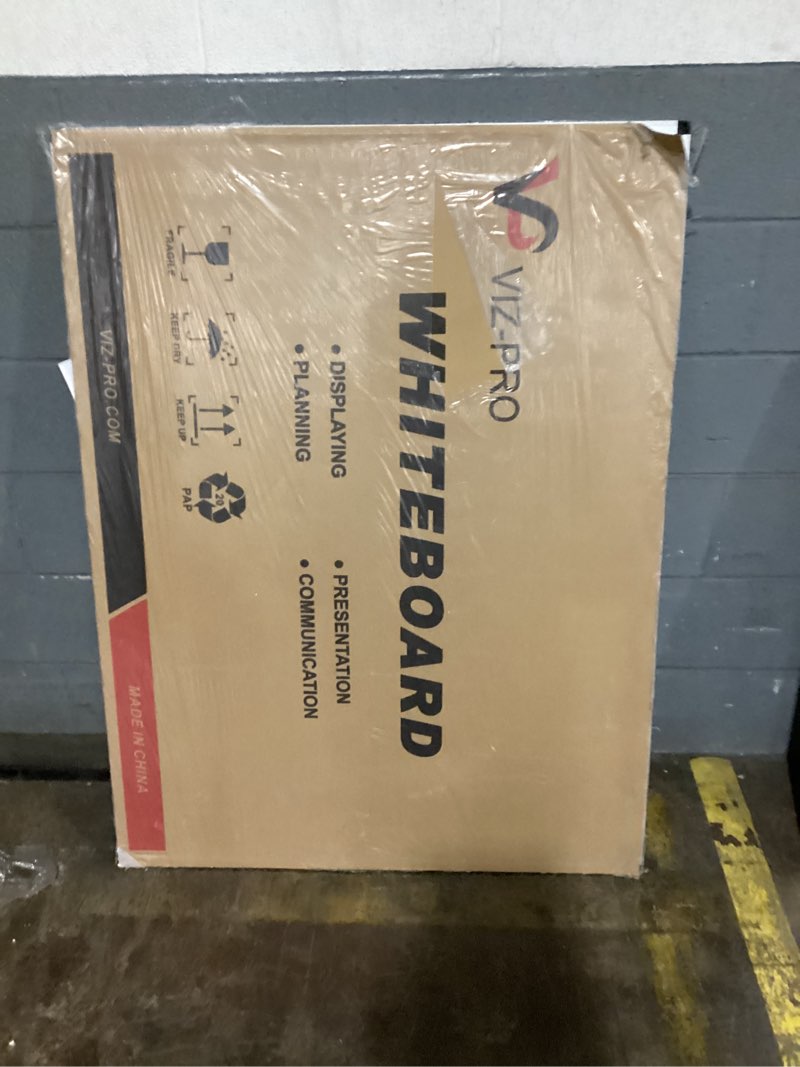 VIZ-PRO
WHITEBOARD
• DISPLAYING
• PRESENTATION
• PLANNING
• COMMUNICATION
FRAGILE
KEEP DRY
KEEP UP
20
PAP
VIZ-PRO.COM
MADE IN CHINA